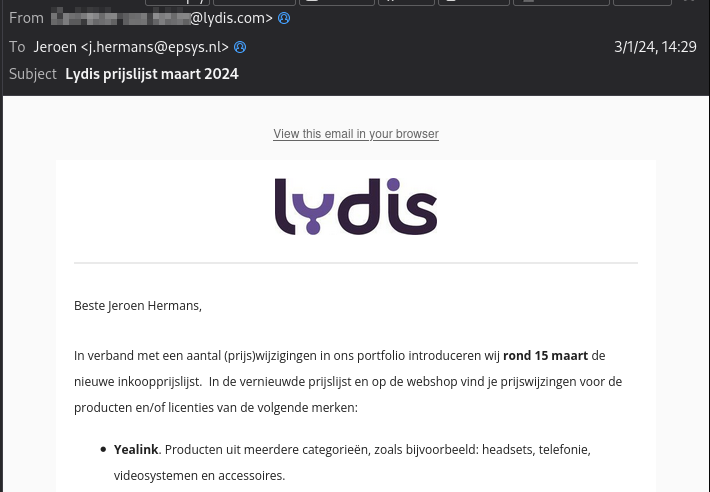 From @lydis.com>
To Jeroen <j.hermans@epsys.nl> 3/1/24, 14:29
Subject Lydis prijslijst maart 2024
View this email in your browser
lydis
Beste Jeroen Hermans,
In verband met een aantal (prijs)wijzigingen in ons portfolio introduceren wij rond 15 maart de
nieuwe inkoopprijslijst. In de vernieuwde prijslijst en op de webshop vind je prijswijzingen voor de
producten en/of licenties van de volgende merken:
• Yealink. Producten uit meerdere categorieën, zoals bijvoorbeeld: headsets, telefonie,
videosystemen en accessoires.